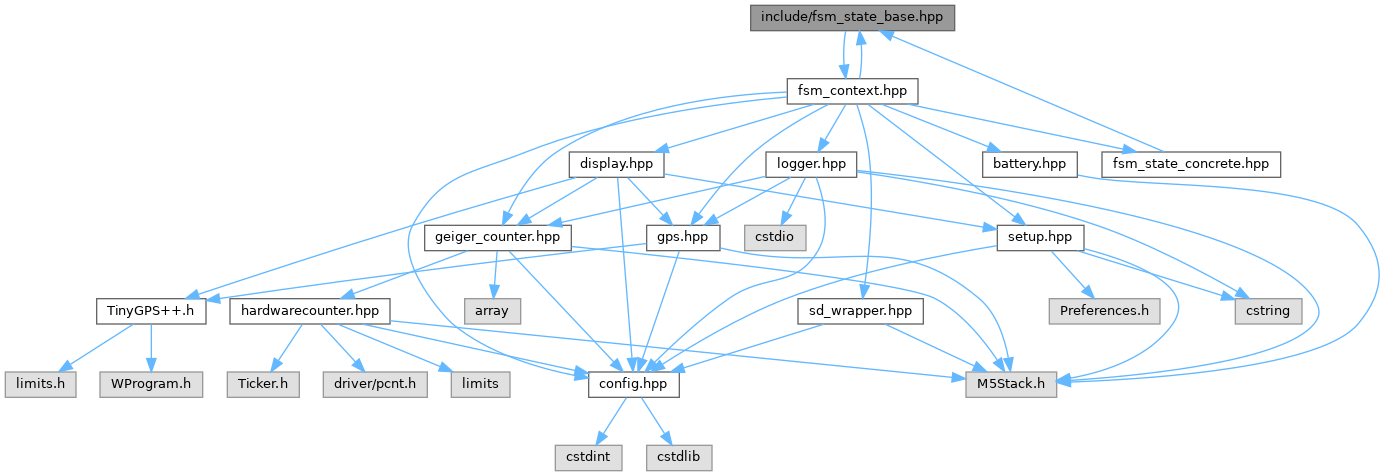 include/fsm_state_base.hpp
fsm_context.hpp
display.hpp
logger.hpp
battery.hpp
fsm_state_concrete.hpp
geiger_counter.hpp
gps.hpp
cstdio
setup.hpp
TinyGPS++.h
hardwarecounter.hpp
array
sd_wrapper.hpp
Preferences.h
cstring
limits.h
WProgram.h
Ticker.h
driver/pcnt.h
limits
config.hpp
M5Stack.h
cstdint
cstdlib